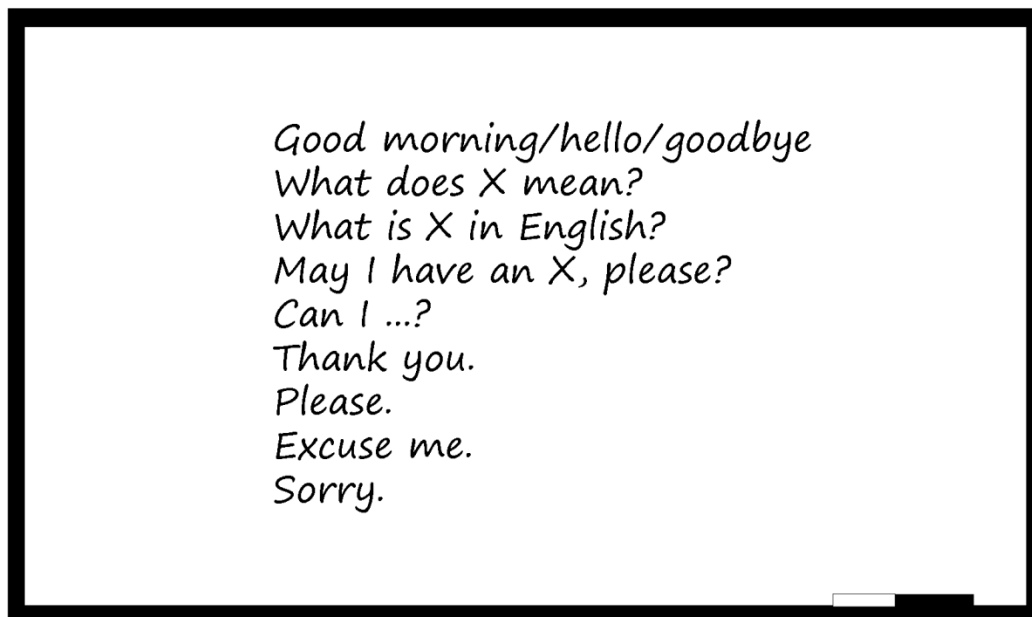 Good morning/hello/goodbye
What does X mean?
What is X in English?
May I have an X, please?
Can I ...?
Thank you.
Please.
Excuse me.
Sorry.